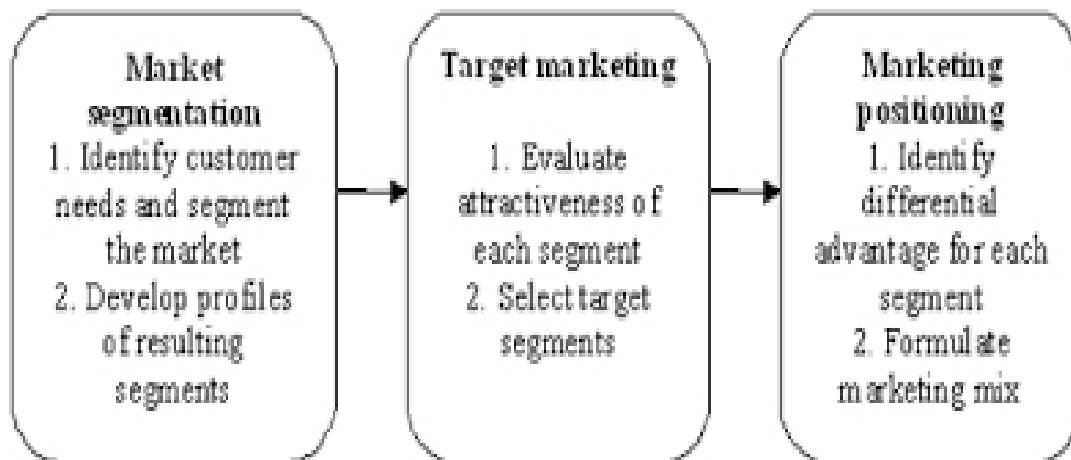 Market
segmentation
1. Identify customer
needs and segment
the market
2. Develop profiles
of resulting
segments
Target marketing
1. Evaluate
attractiveness of
each segment
2. Select target
segments
Marketing
positioning
1. Identify
differential
advantage for each
segment
2. Formulate
marketing mix